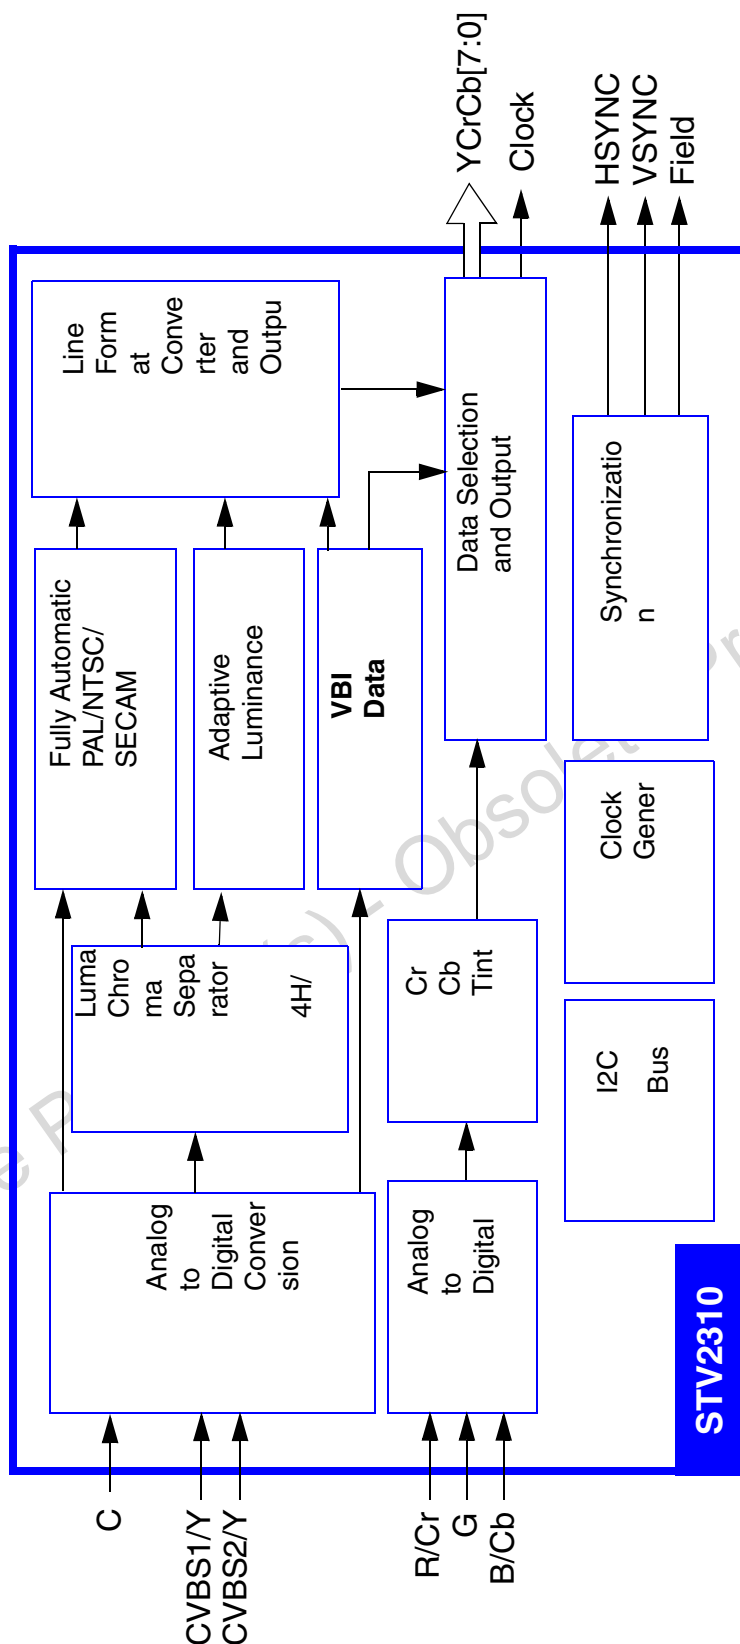 C
CVBS1/Y
CVBS2/Y
R/Cr
G
B/Cb
Analog
to
Digital
Conver
sion
Analog
to
Digital
Luma
Chro
ma
Sepa
rator
4H/
Cr
Cb
Tint
I2C
Bus
Clock
Gener
Fully Automatic
PAL/NTSC/
SECAM
Adaptive
Luminance
VBI
Data
Line
Form
at
Conve
rter
and
Outpu
Data Selection
and Output
Synchronizatio
n
YCrCb[7:0]
Clock
HSYNC
VSYNC
Field
STV2310